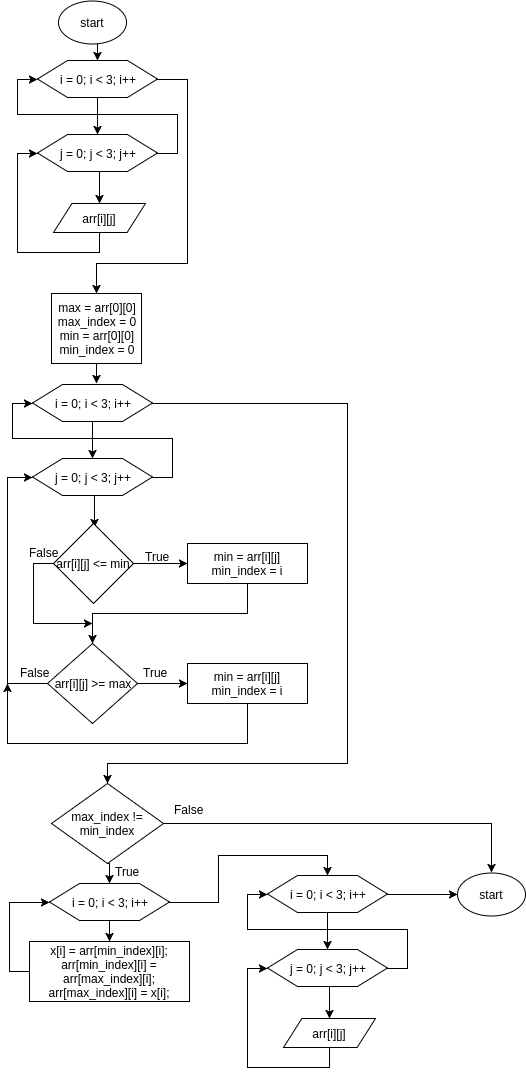 start
i = 0; i < 3; i++
j = 0; j < 3; j++
arr[i][j]
max = arr[0][0]
max_index = 0
min = arr[0][0]
min_index = 0
i = 0; i < 3; i++
j = 0; j < 3; j++
False
arr[i][j] <= min
True
min = arr[i][j]
min_index = i
False
arr[i][j] >= max
True
min = arr[i][j]
min_index = i
max_index !=
min_index
False
True
i = 0; i < 3; i++
x[i] = arr[min_index][i];
arr[min_index][i] =
arr[max_index][i];
arr[max_index][i] = x[i];
i = 0; i < 3; i++
start
j = 0; j < 3; j++
arr[i][j]